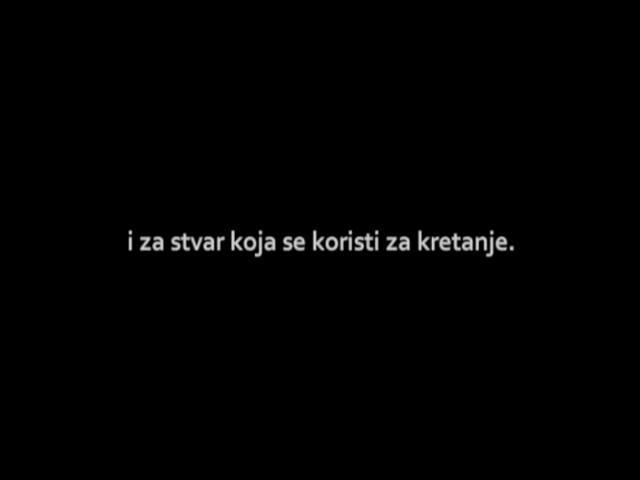 i za stvar koja se koristi za kretanje.